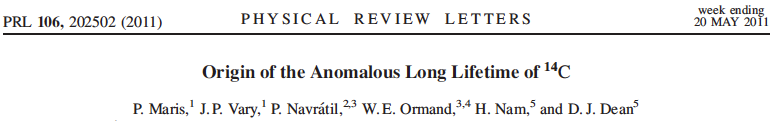 PRL 106, 202502 (2011)
PHYSICAL REVIEW LETTERS
week ending
20 MAY 2011
Origin of the Anomalous Long Lifetime of ¹⁴C
P. Maris,¹ J. P. Vary,¹ P. Navrátil,²,³ W. E. Ormand,³,⁴ H. Nam,⁵ and D. J. Dean⁵